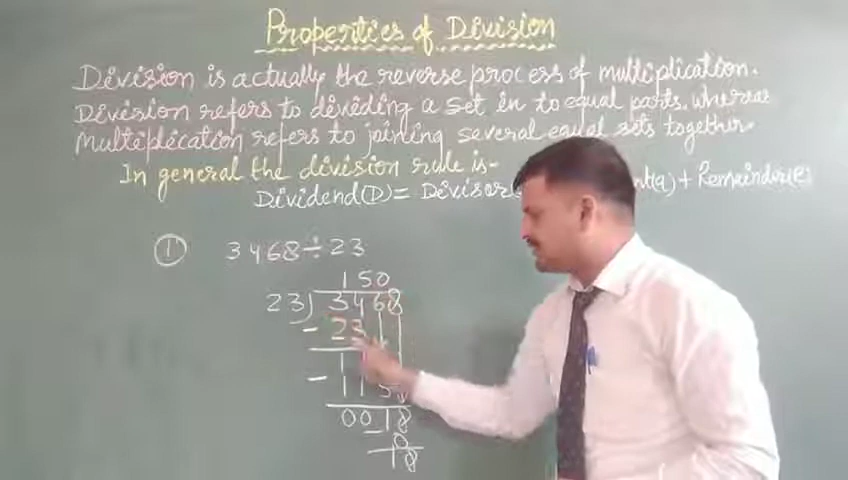 Properties of Division
Division is actually the reverse process of multiplication.
Division refers to dividing a set in to equal parts, whereas
Multiplication refers to joining several equal sets together.
In general the division rule is-
Dividend(D) = Divisor( + Remainder(
1 3468÷23
150
23) 3468
- 23
11
- 115
0018
- 0
18